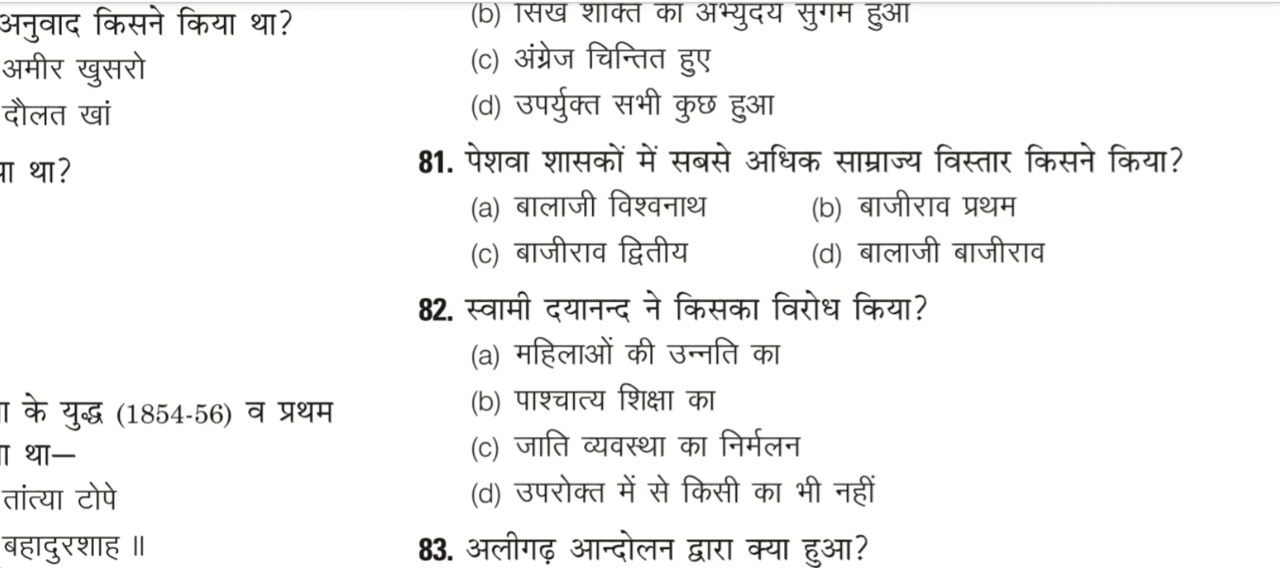 अनुवाद किसने किया था?
अमीर खुसरो
दौलत खां
था?
के युद्ध (1854-56) व प्रथम
था—
तांत्या टोपे
बहादुरशाह ॥
(b) सिख शक्ति का अभ्युदय सुगम हुआ
(c) अंग्रेज चिन्तित हुए
(d) उपर्युक्त सभी कुछ हुआ
81. पेशवा शासकों में सबसे अधिक साम्राज्य विस्तार किसने किया?
(a) बालाजी विश्वनाथ (b) बाजीराव प्रथम
(c) बाजीराव द्वितीय (d) बालाजी बाजीराव
82. स्वामी दयानन्द ने किसका विरोध किया?
(a) महिलाओं की उन्नति का
(b) पाश्चात्य शिक्षा का
(c) जाति व्यवस्था का निर्मलन
(d) उपरोक्त में से किसी का भी नहीं
83. अलीगढ़ आन्दोलन द्वारा क्या हुआ?